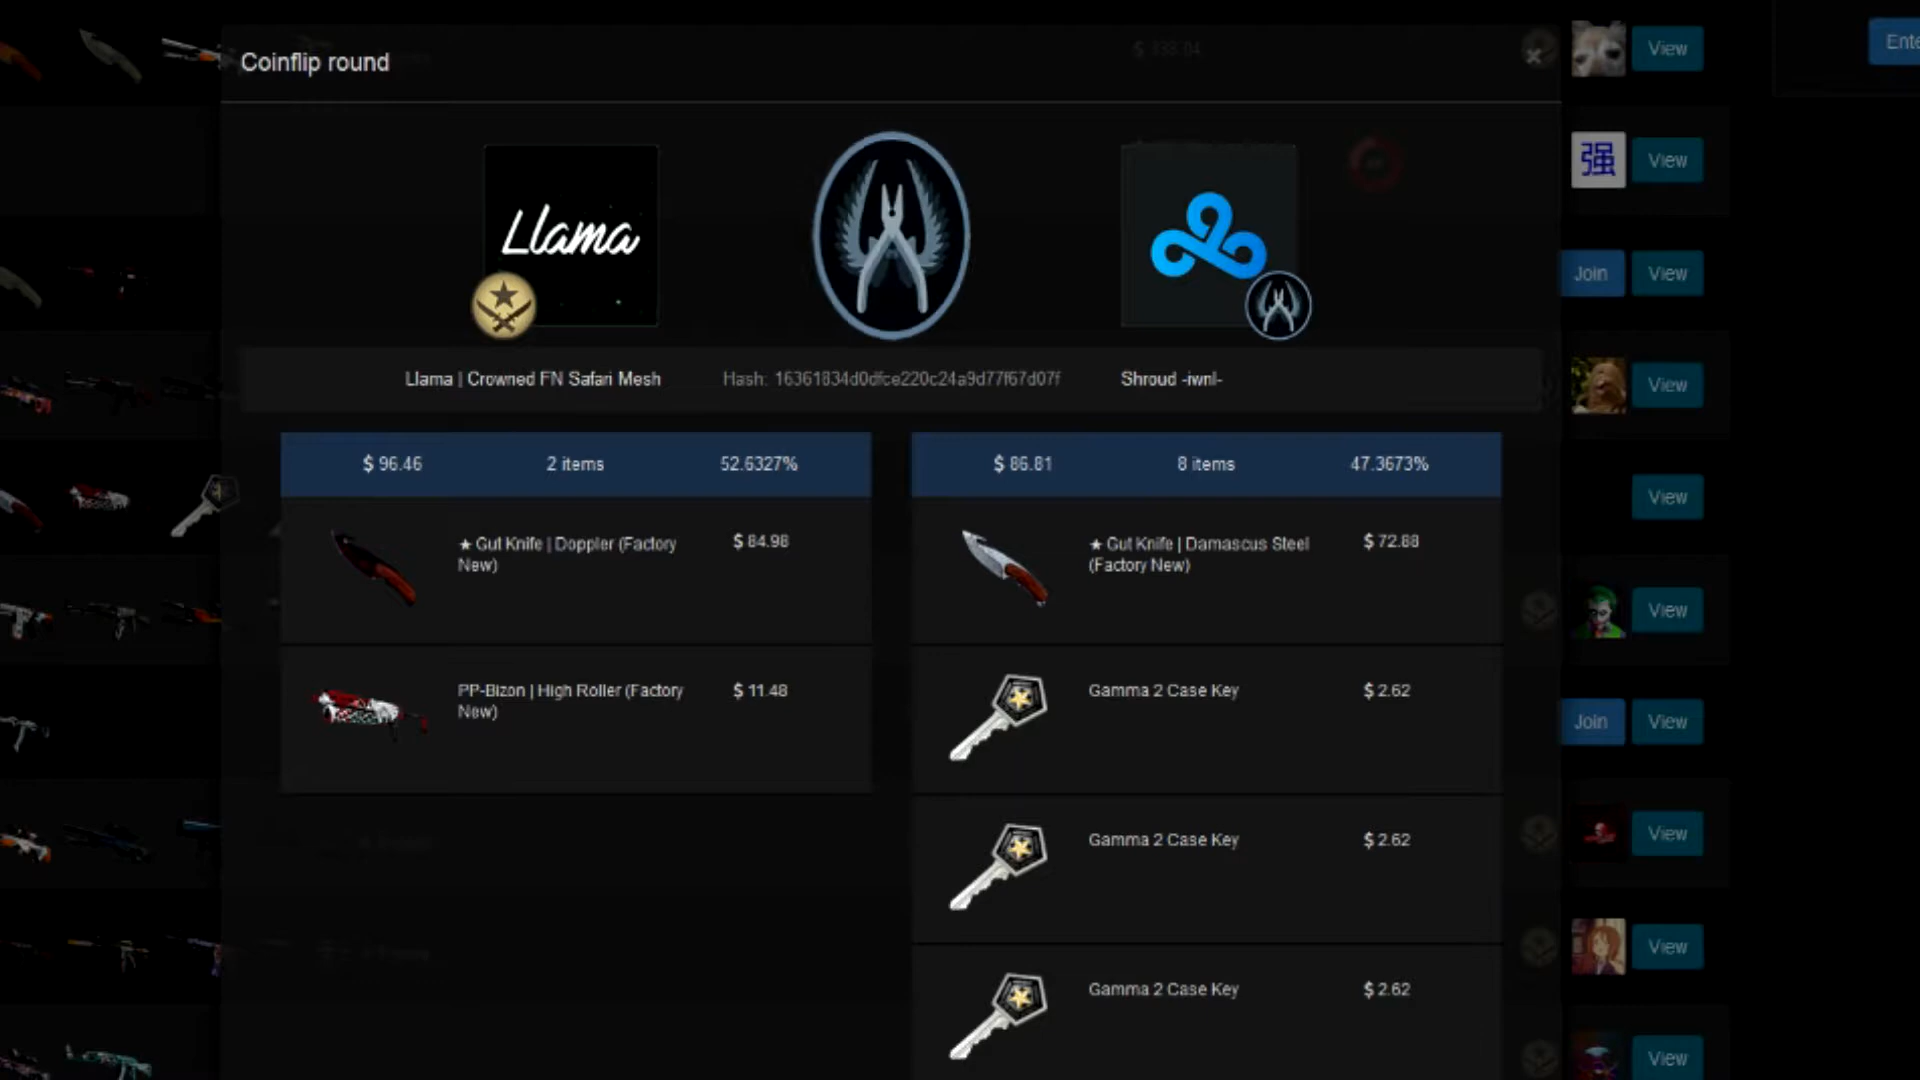 Coinflip round
$ 338.04
View
Ente
强
View
Llama
Join
View
Llama | Crowned FN Safari Mesh
Hash: 16361834d0dfce220c24a9d77f67d07f
Shroud -iwnl-
View
$ 96.46
2 items
52.6327%
$ 86.81
8 items
47.3673%
View
★ Gut Knife | Doppler (Factory
New)
$ 84.98
★ Gut Knife | Damascus Steel
(Factory New)
$ 72.88
View
PP-Bizon | High Roller (Factory
New)
$ 11.48
Gamma 2 Case Key
$ 2.62
Join
View
Gamma 2 Case Key
$ 2.62
View
View
Gamma 2 Case Key
$ 2.62
View